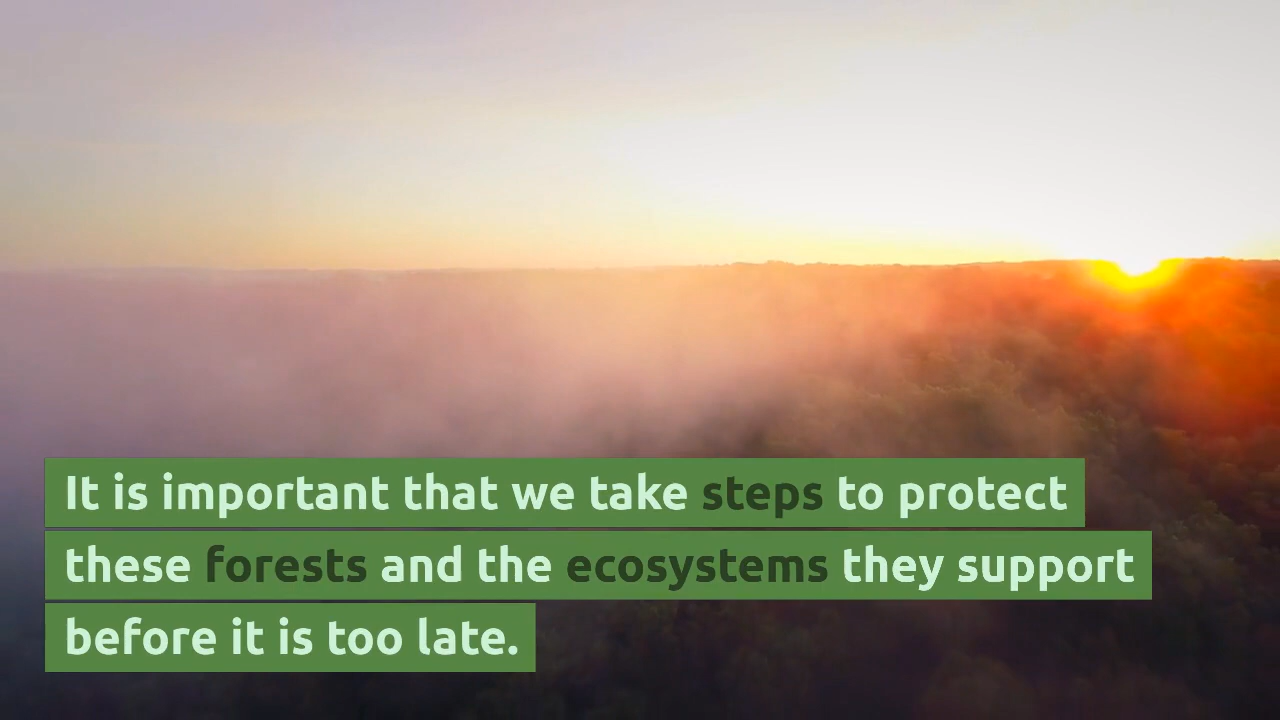 It is important that we take steps to protect
these forests and the ecosystems they support
before it is too late.